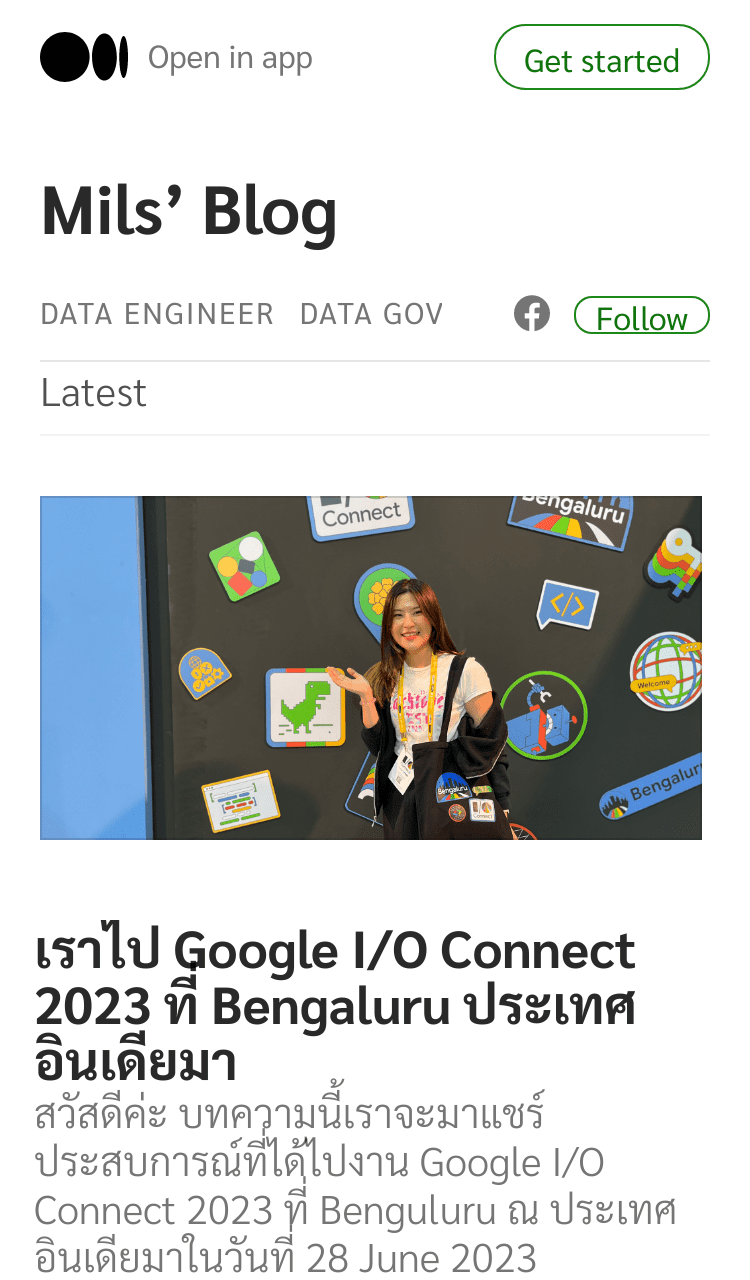 Open in app
Get started
Mils’ Blog
DATA ENGINEER DATA GOV
Follow
Latest
Connect
Bengaluru
</>
Welcome
Bengaluru
Bengalur
เราไป Google I/O Connect
2023 ที่ Bengaluru ประเทศ
อินเดียมา
สวัสดีค่ะ บทความนี้เราจะมาแชร์
ประสบการณ์ที่ได้ไปงาน Google I/O
Connect 2023 ที่ Benguluru ณ ประเทศ
อินเดียมาในวันที่ 28 June 2023